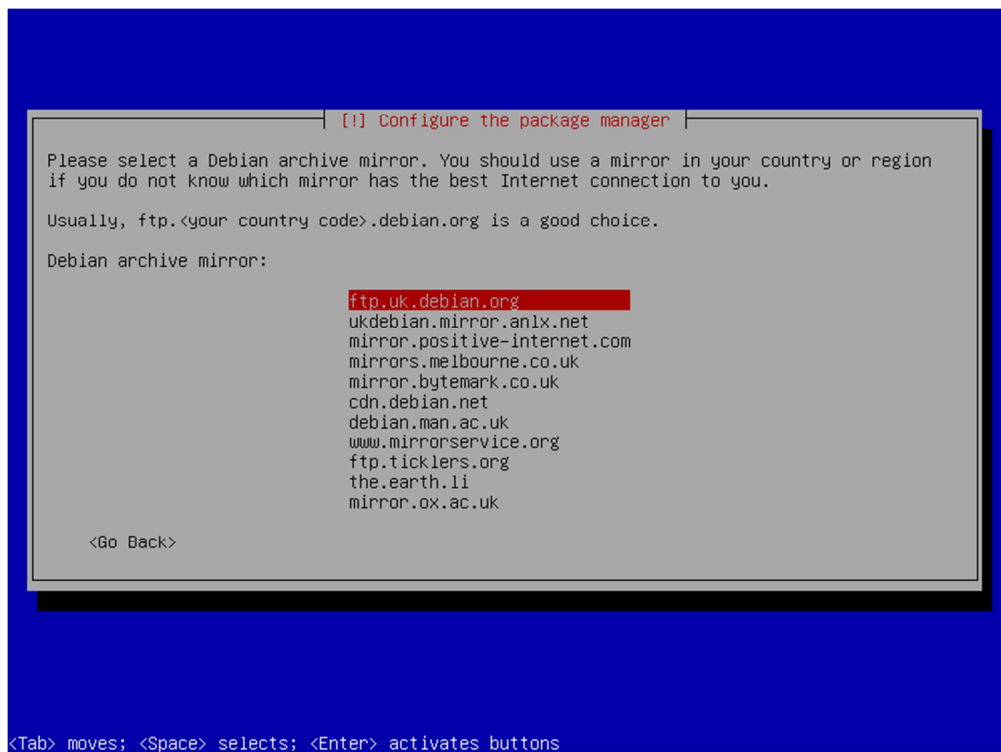 [!] Configure the package manager
Please select a Debian archive mirror. You should use a mirror in your country or region
if you do not know which mirror has the best Internet connection to you.
Usually, ftp.<your country code>.debian.org is a good choice.
Debian archive mirror:
ftp.uk.debian.org
ukdebian.mirror.anlx.net
mirror.positive-internet.com
mirrors.melbourne.co.uk
mirror.bytemark.co.uk
cdn.debian.net
debian.man.ac.uk
www.mirrorservice.org
ftp.ticklers.org
the.earth.li
mirror.ox.ac.uk
<Go Back>
<Tab> moves; <Space> selects; <Enter> activates buttons